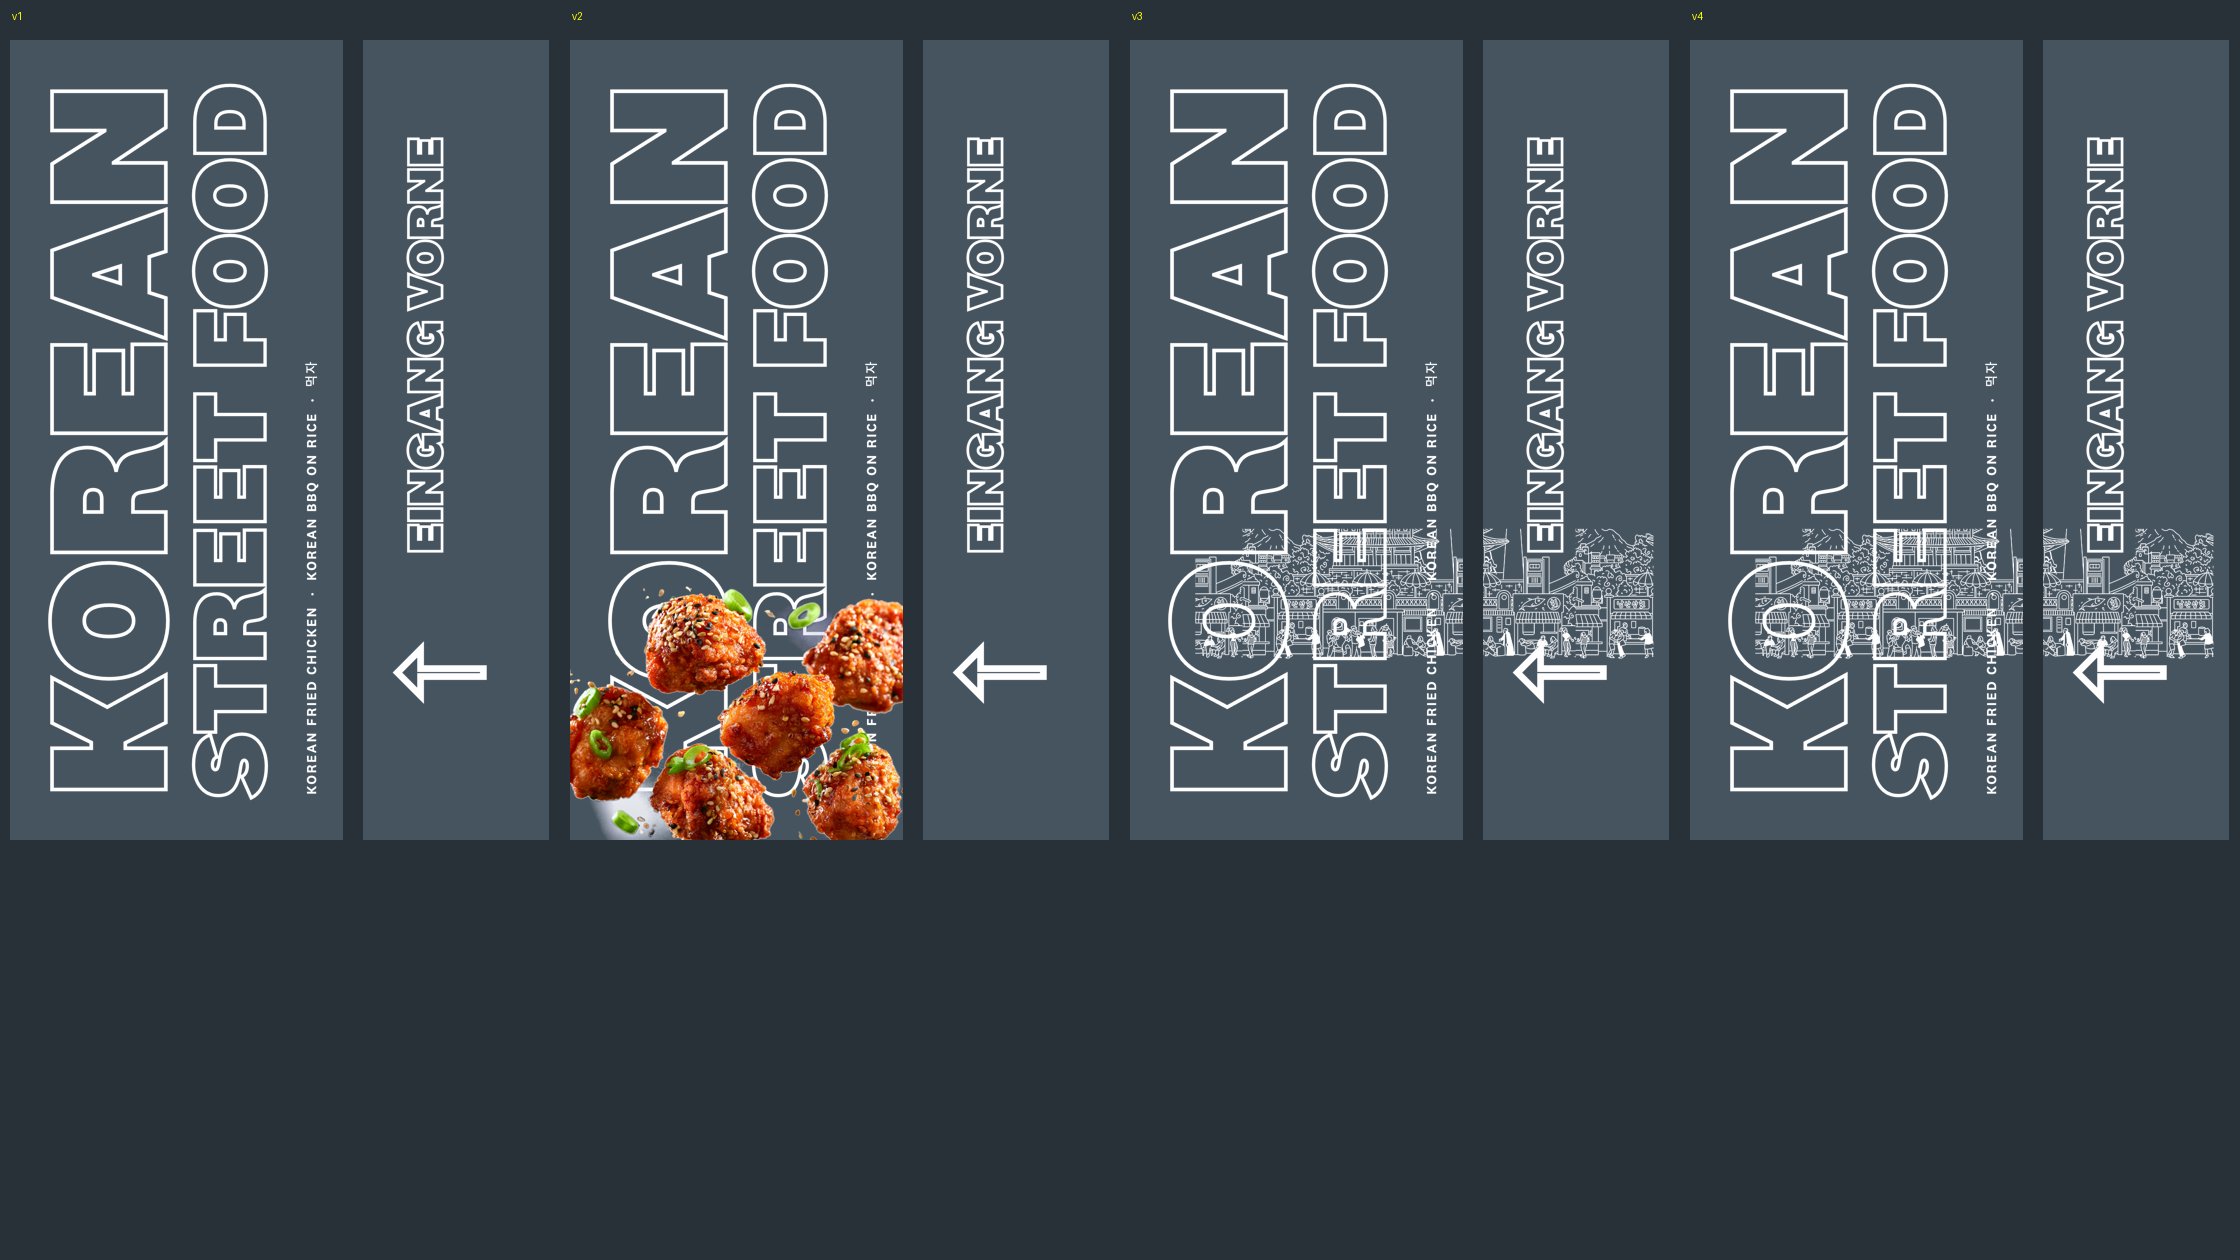 v1
KOREAN
STREET FOOD
KOREAN FRIED CHICKEN · KOREAN BBQ ON RICE · 먹자
EINGANG VORNE
v2
KOREAN
STREET FOOD
KOREAN BBQ ON RICE · 먹자
EINGANG VORNE
v3
KOREAN
STREET FOOD
KOREAN FRIED CHICKEN · KOREAN BBQ ON RICE · 먹자
EINGANG VORNE
v4
KOREAN
STREET FOOD
KOREAN FRIED CHICKEN · KOREAN BBQ ON RICE · 먹자
EINGANG VORNE